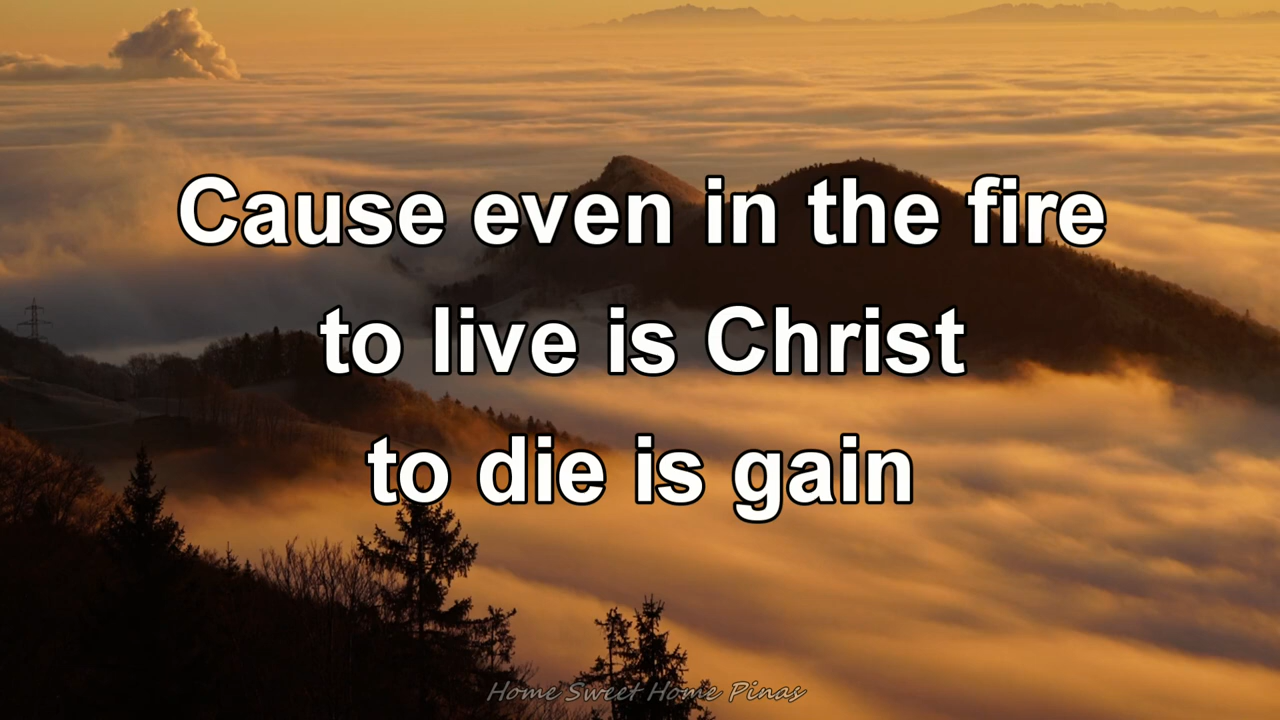 Cause even in the fire
to live is Christ
to die is gain
Home Sweet Home Pinas